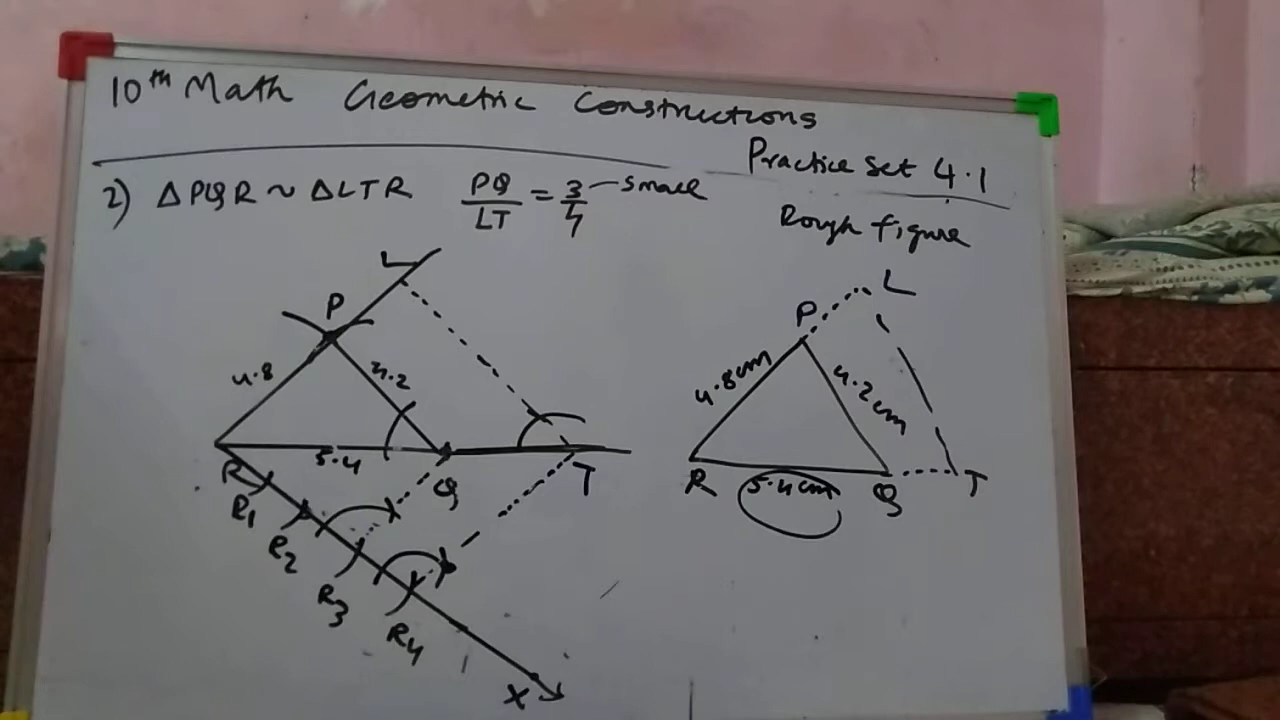 10th Math Geometric Constructions
Practice Set 4.1
2) ΔPQR ~ ΔLTR PQ/LT = 3/4 - small
Rough figure
L
P
4.8
4.2
5.4
R
Q
T
R1
R2
R3
R4
X
L
P
4.8cm
4.2cm
R
5.4cm
Q
T